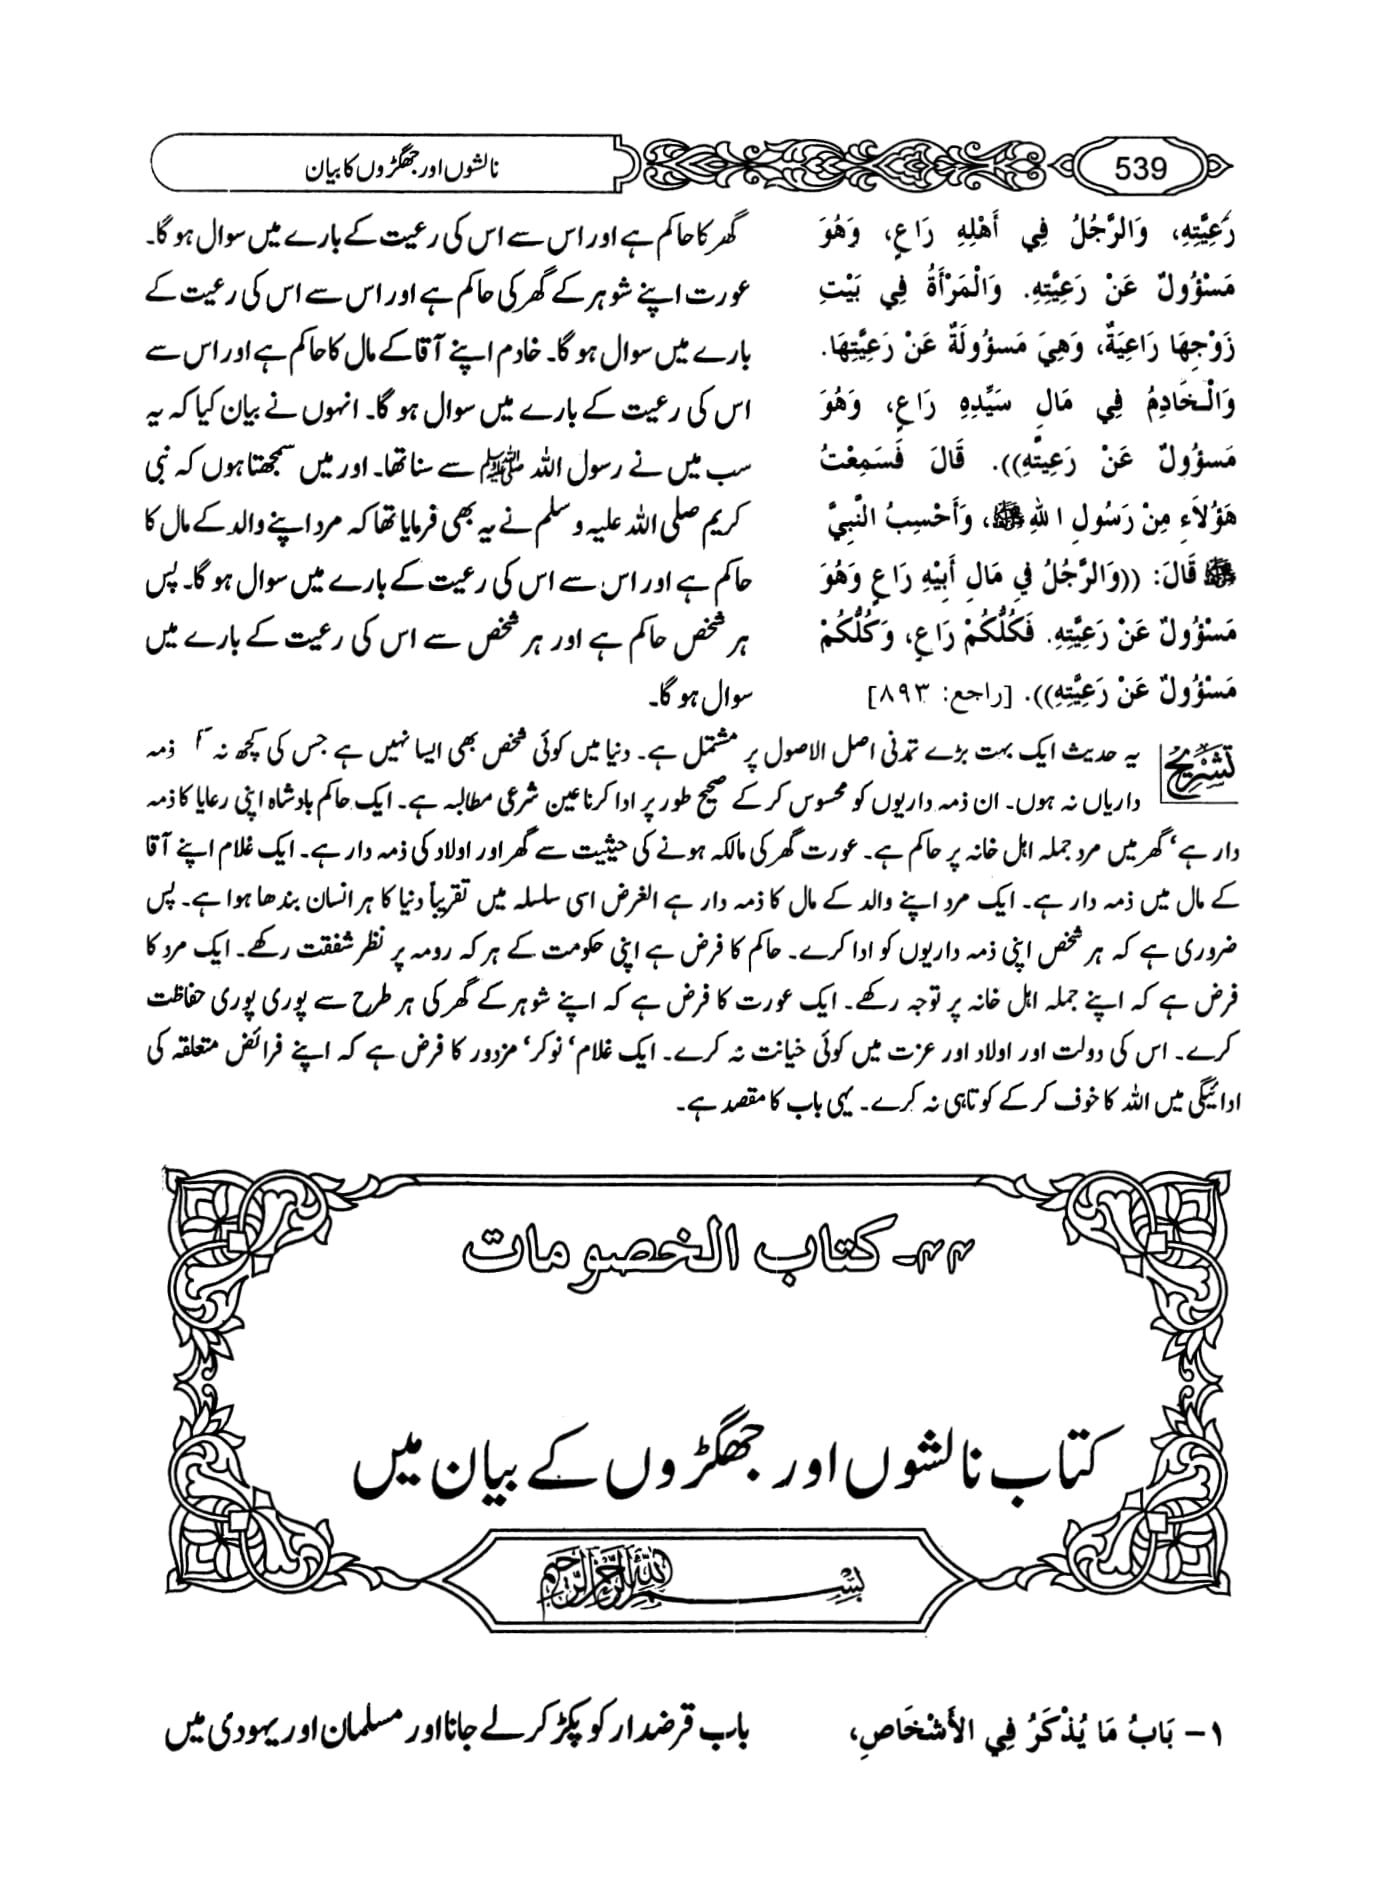 539
نالشوں اور جھگڑوں کا بیان
رَعِيَّتِهِ، وَالرَّجُلُ فِي أَهْلِهِ رَاعٍ، وَهُوَ
مَسْؤُولٌ عَنْ رَعِيَّتِهِ. وَالْمَرْأَةُ فِي بَيْتِ
زَوْجِهَا رَاعِيَةٌ، وَهِيَ مَسؤُولَةٌ عَنْ رَعِيَّتِهَا.
وَالْخَادِمُ فِي مَالِ سَيِّدِهِ رَاعٍ، وَهُوَ
مَسؤُولٌ عَنْ رَعِيتَّهِ)). قَالَ فَسَمِعْتُ
هَؤُلاَءِ مِنْ رَسُولِ ا للهِ ﷺ، وَأَحْسِبُ النَّبِيَّ
ﷺ قَالَ: ((وَالرَّجُلُ فِي مَالِ أَبِيْهِ رَاعٍ وَهُوَ
مَسْؤُولٌ عَنْ رَعِيَّتِهِ. فَكُلُّكُمْ رَاعٍ، وَكُلُّكُمْ
مَسْؤُولٌ عَنْ رَعِيَّتِهِ)). [راجع: ٨٩٣]
گھر کا حاکم ہے اور اس سے اس کی رعیت کے بارے میں سوال ہو گا۔
عورت اپنے شوہر کے گھر کی حاکم ہے اور اس سے اس کی رعیت کے
بارے میں سوال ہو گا۔ خادم اپنے آقا کے مال کا حاکم ہے اور اس سے
اس کی رعیت کے بارے میں سوال ہو گا۔ انہوں نے بیان کیا کہ یہ
سب میں نے رسول اللہ ﷺ سے سنا تھا۔ اور میں سمجھتا ہوں کہ نبی
کریم صلی اللہ علیہ و سلم نے یہ بھی فرمایا تھا کہ مرد اپنے والد کے مال کا
حاکم ہے اور اس سے اس کی رعیت کے بارے میں سوال ہو گا۔ پس
ہر شخص حاکم ہے اور ہر شخص سے اس کی رعیت کے بارے میں
سوال ہو گا۔
تشریح یہ حدیث ایک بہت بڑے تمدنی اصل الاصول پر مشتمل ہے۔ دنیا میں کوئی شخص بھی ایسا نہیں ہے جس کی کچھ نہ ذمہ
داریاں نہ ہوں۔ ان ذمہ داریوں کو محسوس کر کے صحیح طور پر ادا کرنا عین شرعی مطالبہ ہے۔ ایک حاکم بادشاہ اپنی رعایا کا ذمہ
دار ہے' گھر میں مرد جملہ اہل خانہ پر حاکم ہے۔ عورت گھر کی مالکہ ہونے کی حیثیت سے گھر اور اولاد کی ذمہ دار ہے۔ ایک غلام اپنے آقا
کے مال میں ذمہ دار ہے۔ ایک مرد اپنے والد کے مال کا ذمہ دار ہے الغرض اسی سلسلہ میں تقریباً دنیا کا ہر انسان بندھا ہوا ہے۔ پس
ضروری ہے کہ ہر شخص اپنی ذمہ داریوں کو ادا کرے۔ حاکم کا فرض ہے اپنی حکومت کے ہر کہ رومہ پر نظر شفقت رکھے۔ ایک مرد کا
فرض ہے کہ اپنے جملہ اہل خانہ پر توجہ رکھے۔ ایک عورت کا فرض ہے کہ اپنے شوہر کے گھر کی ہر طرح سے پوری پوری حفاظت
کرے۔ اس کی دولت اور اولاد اور عزت میں کوئی خیانت نہ کرے۔ ایک غلام' نوکر' مزدور کا فرض ہے کہ اپنے فرائض متعلقہ کی
ادائیگی میں اللہ کا خوف کر کے کوتاہی نہ کرے۔ یہی باب کا مقصد ہے۔
۴۴- کتاب الخصومات
کتاب نالشوں اور جھگڑوں کے بیان میں
بسم الله الرحمن الرحيم
١- بَابُ مَا يُذْكَرُ فِي الأَشْخَاصِ،
باب قرضدار کو پکڑ کر لے جانا اور مسلمان اور یہودی میں